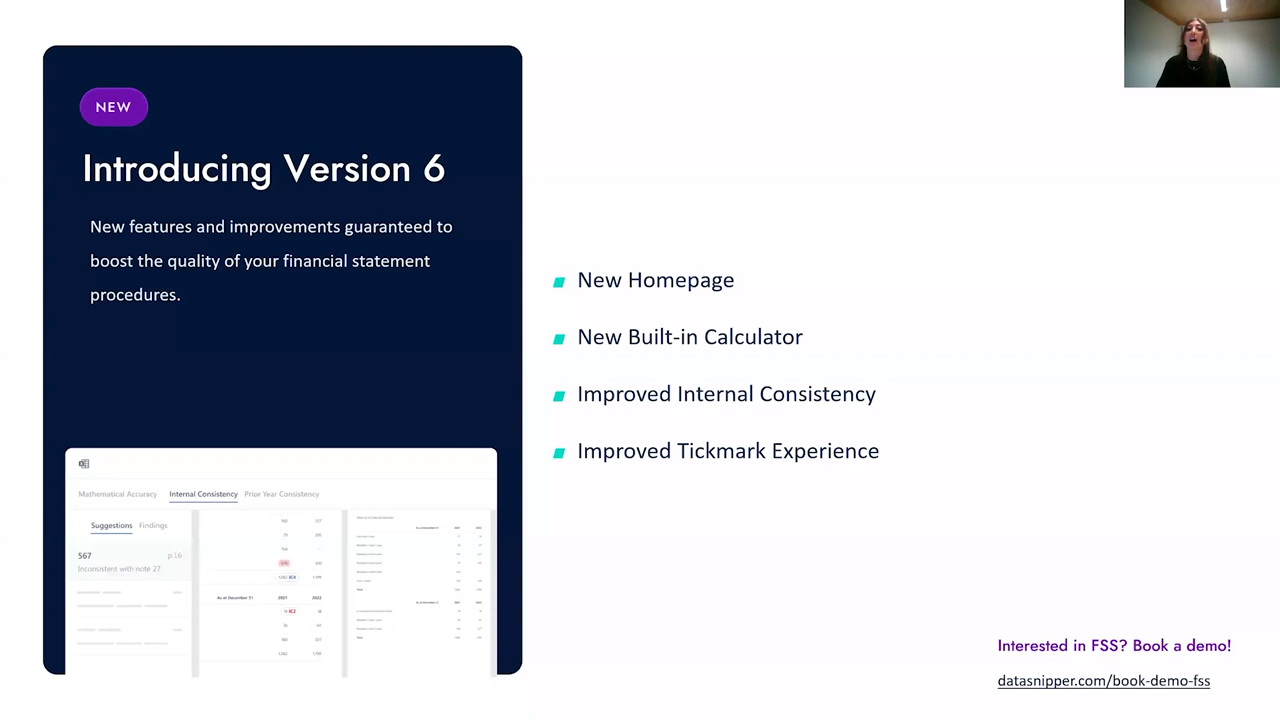 NEW
Introducing Version 6
New features and improvements guaranteed to
boost the quality of your financial statement
procedures.
Mathematical Accuracy Internal Consistency Prior Year Consistency
Suggestions Findings
567 p.16
Inconsistent with note 27
As at December 31 2021 2022
New Homepage
New Built-in Calculator
Improved Internal Consistency
Improved Tickmark Experience
Interested in FSS? Book a demo!
datasnipper.com/book-demo-fss